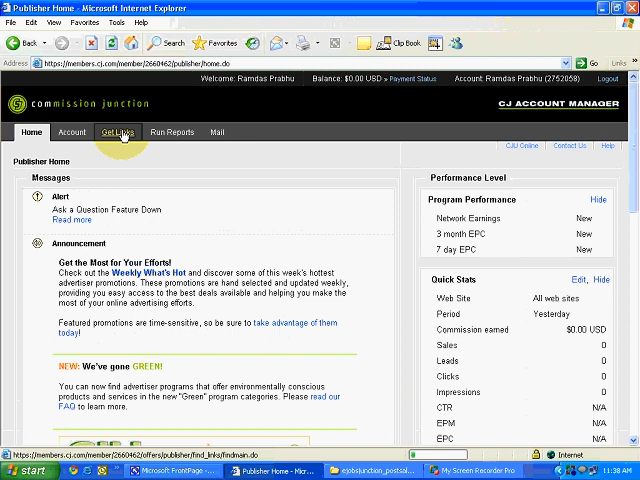 Publisher Home - Microsoft Internet Explorer
File Edit View Favorites Tools Help
Back Search Favorites Clip Book
Address https://members.cj.com/member/2660462/publisher/home.do Go Links
Welcome: Ramdas Prabhu Balance: $0.00 USD » Payment Status Account: Ramdas Prabhu (2752058) Logout
commission junction CJ ACCOUNT MANAGER
Home Account Get Links Run Reports Mail
CJU Online Contact Us Help
Publisher Home
Messages
Alert
Ask a Question Feature Down
Read more
Announcement
Get the Most for Your Efforts!
Check out the Weekly What's Hot and discover some of this week's hottest
advertiser promotions. These promotions are hand selected and updated weekly,
providing you easy access to the best deals available and helping you make the
most of your online advertising efforts.
Featured promotions are time-sensitive, so be sure to take advantage of them
today!
NEW: We've gone GREEN!
You can now find advertiser programs that offer environmentally conscious
products and services in the new "Green" program categories. Please read our
FAQ to learn more.
Performance Level
Program Performance Hide
Network Earnings New
3 month EPC New
7 day EPC New
Quick Stats Edit, Hide
Web Site All web sites
Period Yesterday
Commission earned $0.00 USD
Sales 0
Leads 0
Clicks 0
Impressions 0
CTR N/A
EPM N/A
EPC N/A
https://members.cj.com/member/2660462/offers/publisher/find_links/findmain.do Internet
start Microsoft FrontPage -... Publisher Home - Micr... ejobsjunction_postsal... My Screen Recorder Pro 11:38 AM